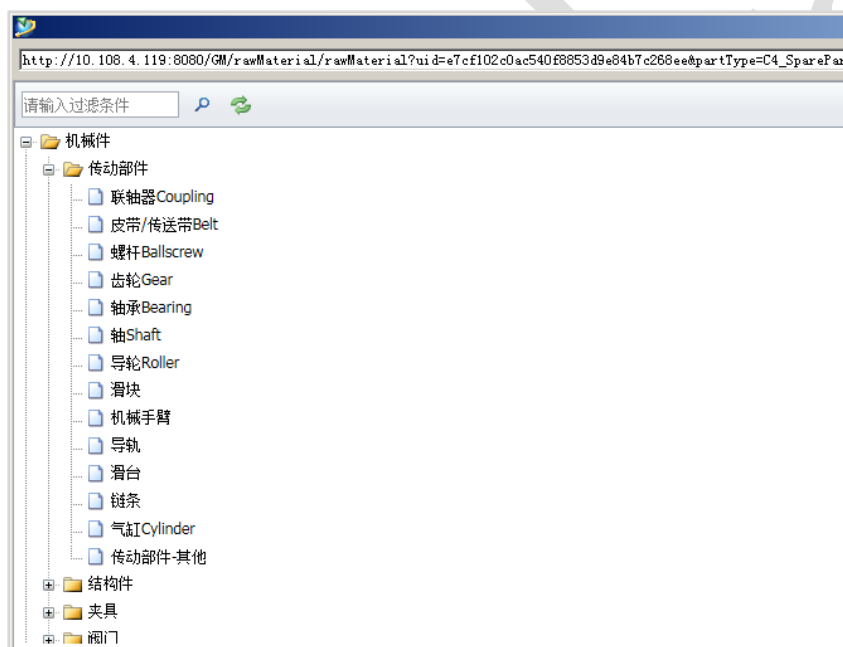 http://10.108.4.119:8080/GM/rawMaterial/rawMaterial?uid=e7cf102c0ac540f8853d9e84b7c268ee&partType=C4_SparePar
请输入过滤条件
机械件
传动部件
联轴器Coupling
皮带/传送带Belt
螺杆Ballscrew
齿轮Gear
轴承Bearing
轴Shaft
导轮Roller
滑块
机械手臂
导轨
滑台
链条
气缸Cylinder
传动部件-其他
结构件
夹具
阀门